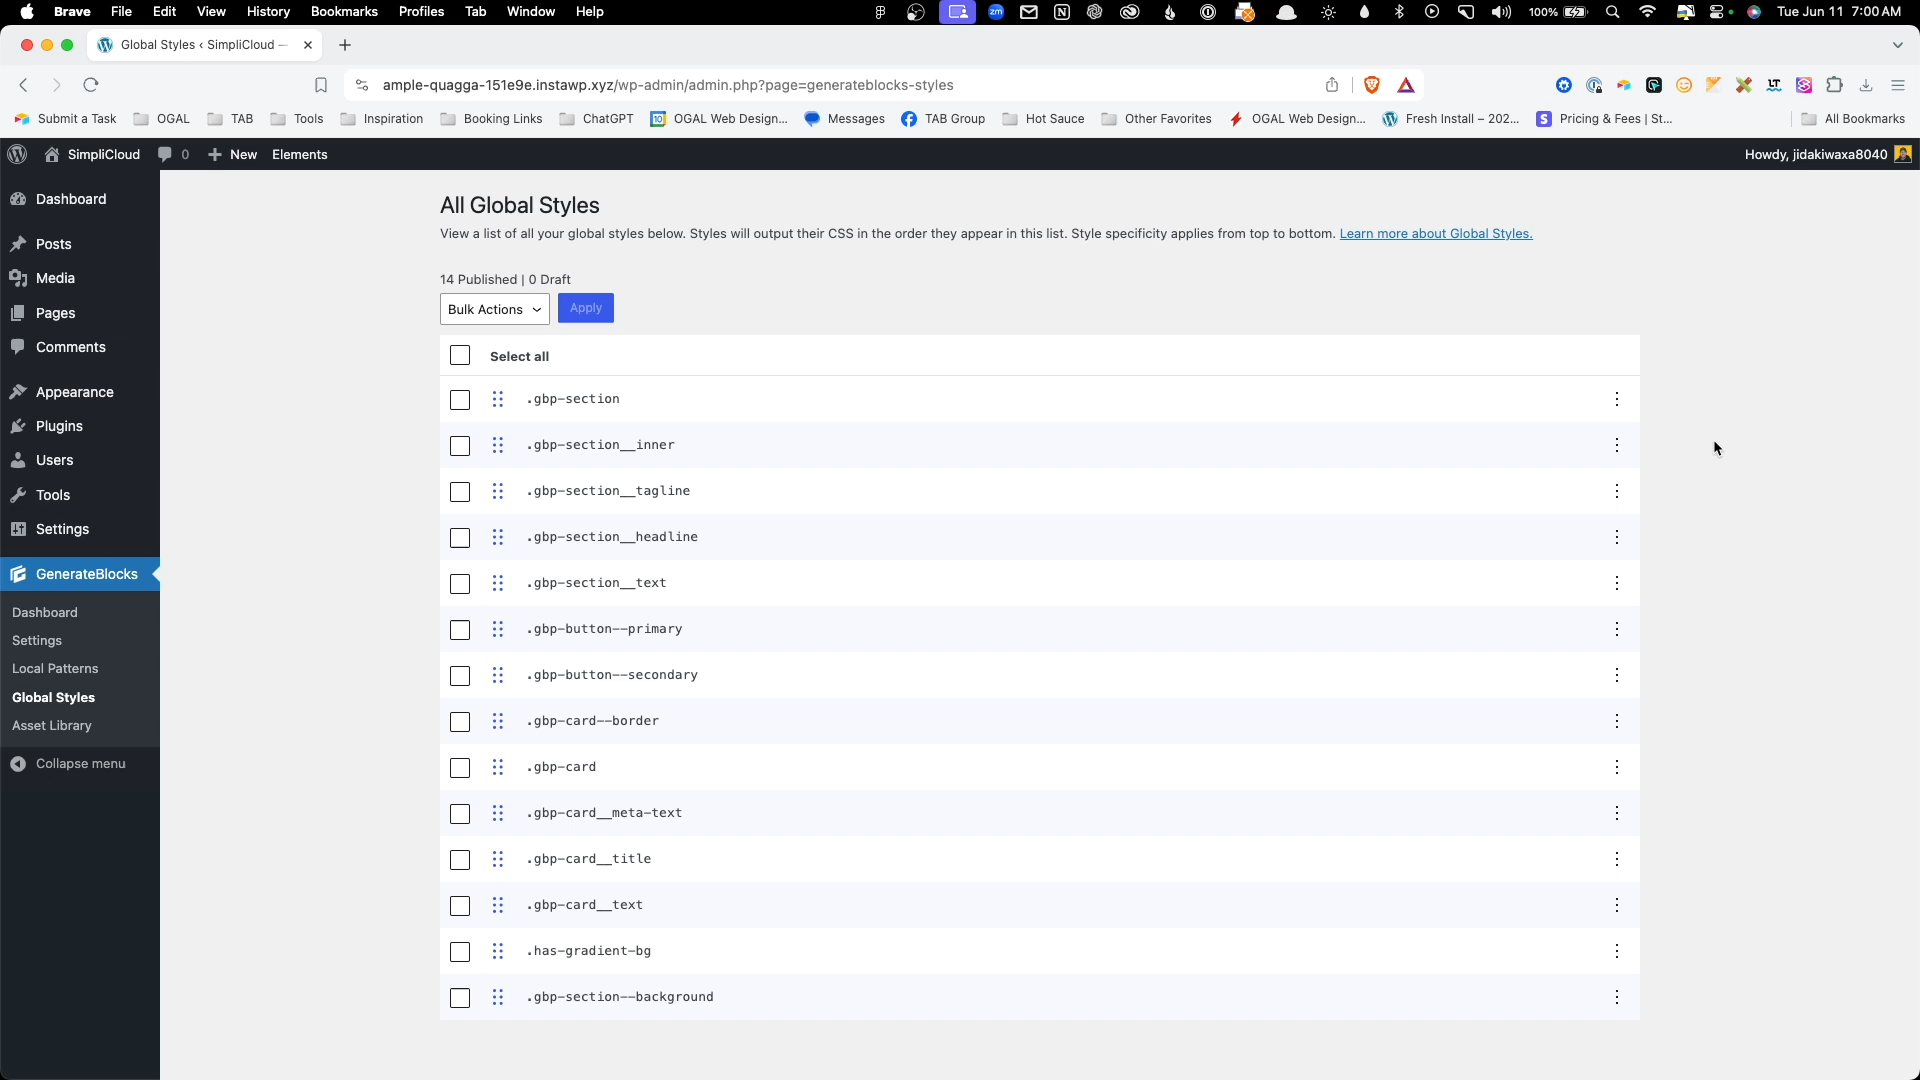 Brave File Edit View History Bookmarks Profiles Tab Window Help zm 100% Tue Jun 11 7:00 AM
Global Styles ‹ SimpliCloud —
ample-quagga-151e9e.instawp.xyz/wp-admin/admin.php?page=generateblocks-styles
Submit a Task OGAL TAB Tools Inspiration Booking Links ChatGPT OGAL Web Design... Messages TAB Group Hot Sauce Other Favorites OGAL Web Design... Fresh Install – 202... Pricing & Fees | St... All Bookmarks
SimpliCloud 0 New Elements Howdy, jidakiwaxa8040
Dashboard
Posts
Media
Pages
Comments
Appearance
Plugins
Users
Tools
Settings
GenerateBlocks
Dashboard
Settings
Local Patterns
Global Styles
Asset Library
Collapse menu
All Global Styles
View a list of all your global styles below. Styles will output their CSS in the order they appear in this list. Style specificity applies from top to bottom. Learn more about Global Styles.
14 Published | 0 Draft
Bulk Actions Apply
Select all
.gbp-section
.gbp-section__inner
.gbp-section__tagline
.gbp-section__headline
.gbp-section__text
.gbp-button--primary
.gbp-button--secondary
.gbp-card--border
.gbp-card
.gbp-card__meta-text
.gbp-card__title
.gbp-card__text
.has-gradient-bg
.gbp-section--background